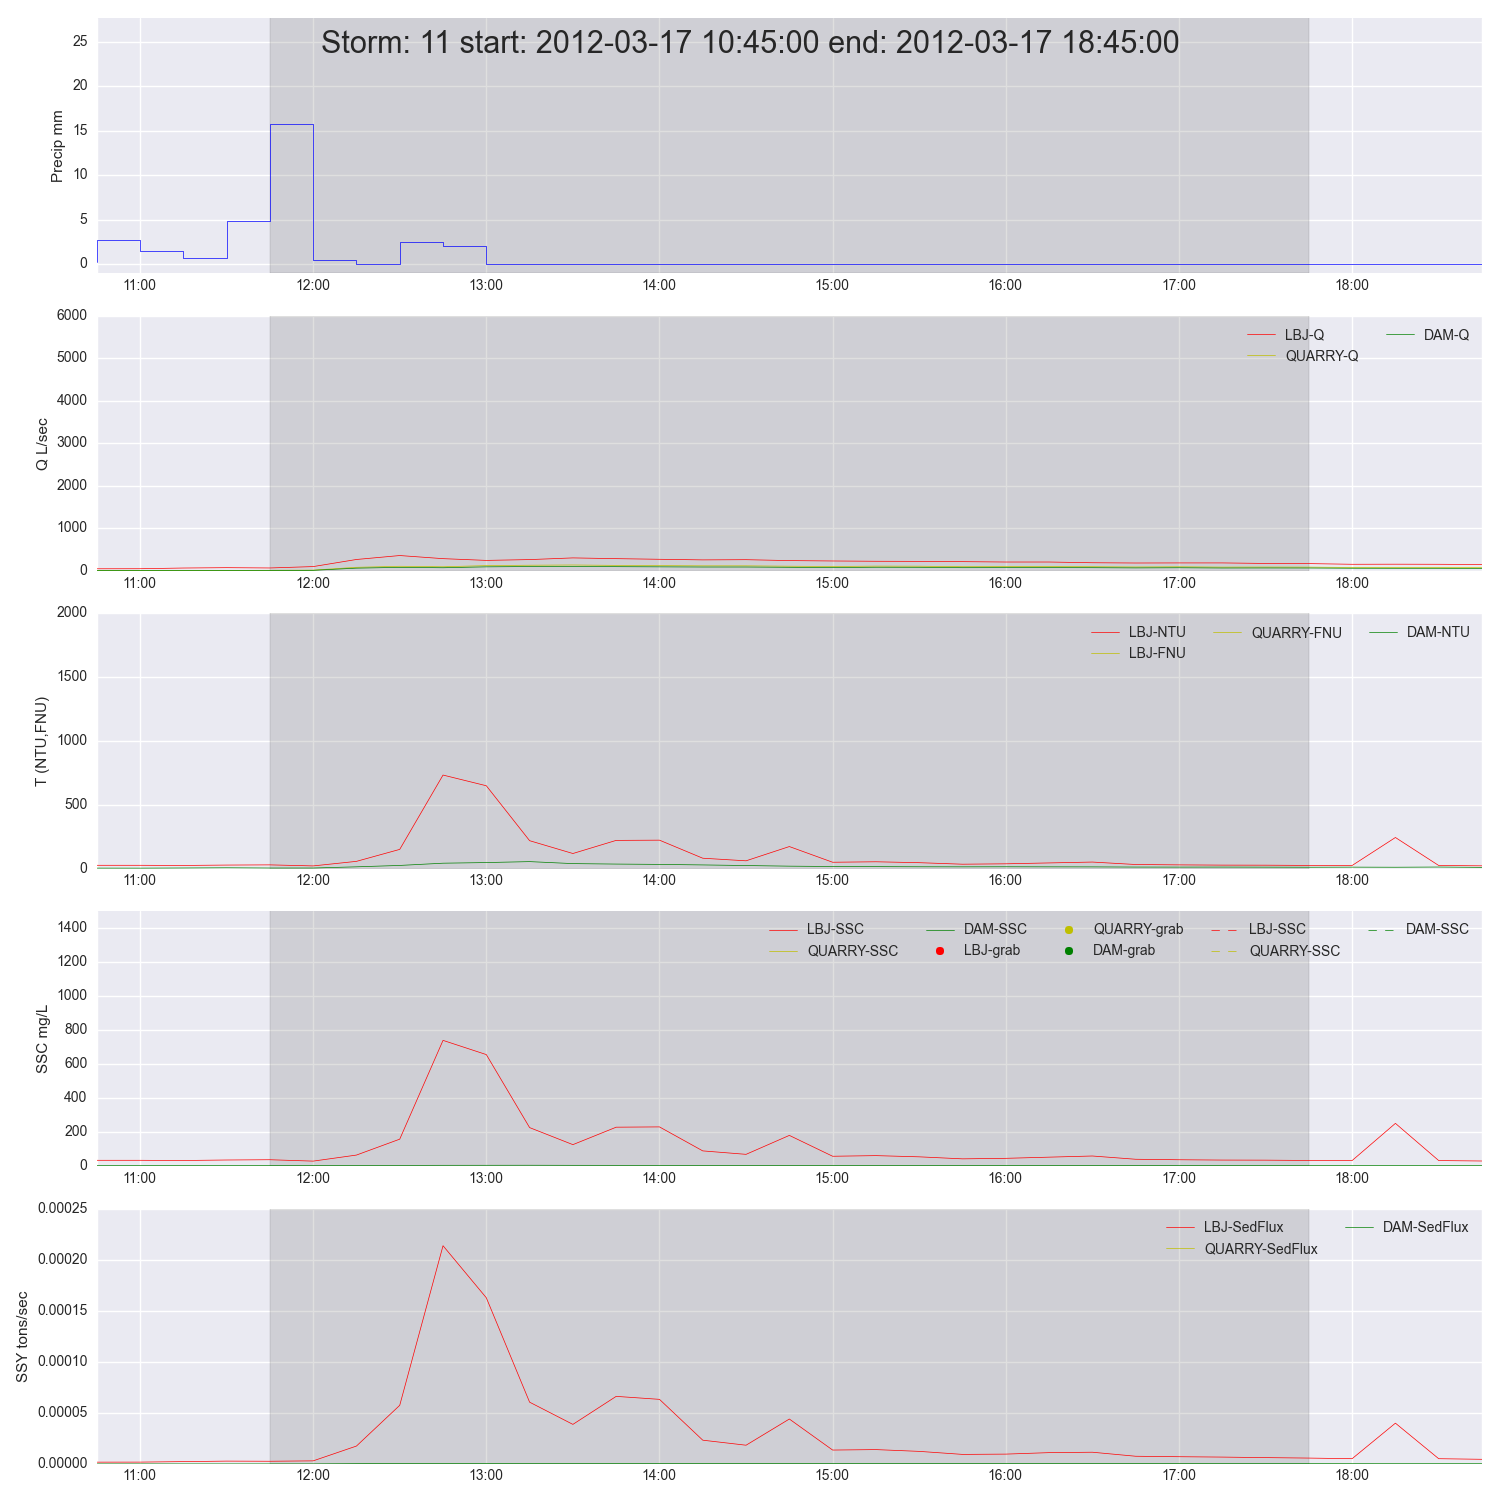 Storm: 11 start: 2012-03-17 10:45:00 end: 2012-03-17 18:45:00
Precip mm
25
20
15
10
5
0
11:00 12:00 13:00 14:00 15:00 16:00 17:00 18:00
Q L/sec
6000
5000
4000
3000
2000
1000
0
LBJ-Q DAM-Q
QUARRY-Q
11:00 12:00 13:00 14:00 15:00 16:00 17:00 18:00
T (NTU,FNU)
2000
1500
1000
500
0
LBJ-NTU QUARRY-FNU DAM-NTU
LBJ-FNU
11:00 12:00 13:00 14:00 15:00 16:00 17:00 18:00
SSC mg/L
1400
1200
1000
800
600
400
200
0
LBJ-SSC DAM-SSC QUARRY-grab LBJ-SSC DAM-SSC
QUARRY-SSC LBJ-grab DAM-grab QUARRY-SSC
11:00 12:00 13:00 14:00 15:00 16:00 17:00 18:00
SSY tons/sec
0.00025
0.00020
0.00015
0.00010
0.00005
0.00000
LBJ-SedFlux DAM-SedFlux
QUARRY-SedFlux
11:00 12:00 13:00 14:00 15:00 16:00 17:00 18:00